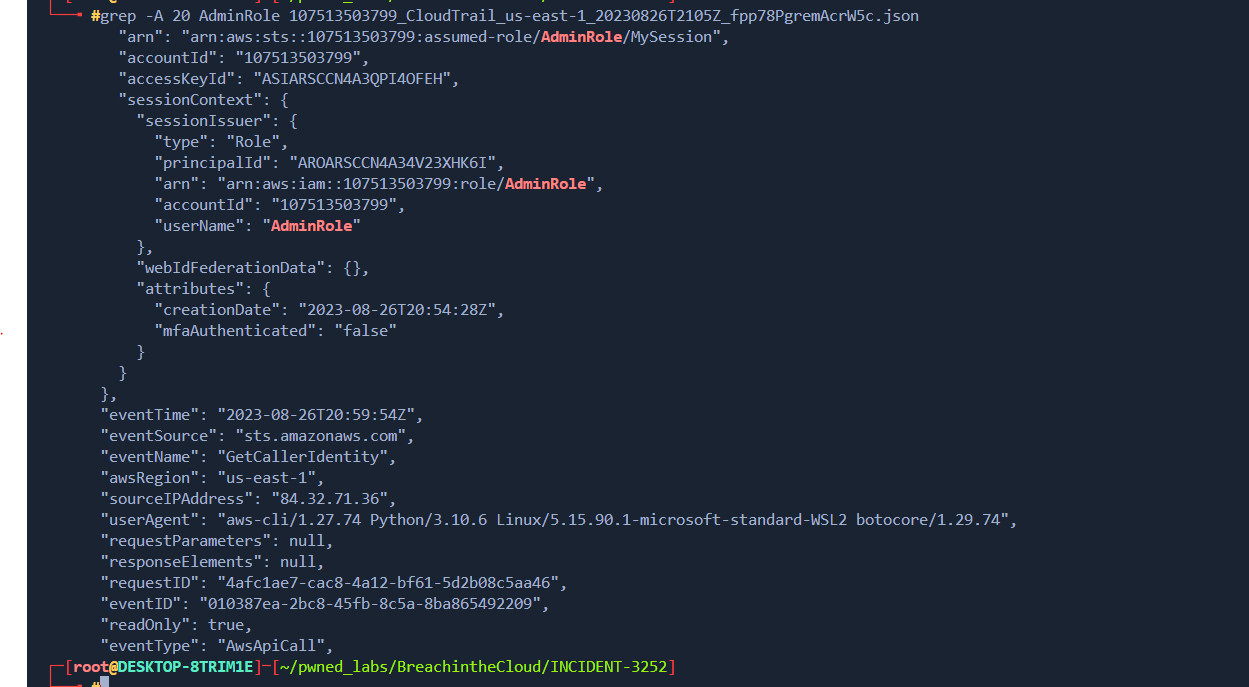 #grep -A 20 AdminRole 107513503799_CloudTrail_us-east-1_20230826T2105Z_fpp78PgremAcrW5c.json
"arn": "arn:aws:sts::107513503799:assumed-role/AdminRole/MySession",
"accountId": "107513503799",
"accessKeyId": "ASIARSCCN4A3QPI4OFEH",
"sessionContext": {
"sessionIssuer": {
"type": "Role",
"principalId": "AROARSCCN4A34V23XHK6I",
"arn": "arn:aws:iam::107513503799:role/AdminRole",
"accountId": "107513503799",
"userName": "AdminRole"
},
"webIdFederationData": {},
"attributes": {
"creationDate": "2023-08-26T20:54:28Z",
"mfaAuthenticated": "false"
}
}
},
"eventTime": "2023-08-26T20:59:54Z",
"eventSource": "sts.amazonaws.com",
"eventName": "GetCallerIdentity",
"awsRegion": "us-east-1",
"sourceIPAddress": "84.32.71.36",
"userAgent": "aws-cli/1.27.74 Python/3.10.6 Linux/5.15.90.1-microsoft-standard-WSL2 botocore/1.29.74",
"requestParameters": null,
"responseElements": null,
"requestID": "4afc1ae7-cac8-4a12-bf61-5d2b08c5aa46",
"eventID": "010387ea-2bc8-45fb-8c5a-8ba865492209",
"readOnly": true,
"eventType": "AwsApiCall",
[root@DESKTOP-8TRIM1E]-[~/pwned_labs/BreachintheCloud/INCIDENT-3252]
#